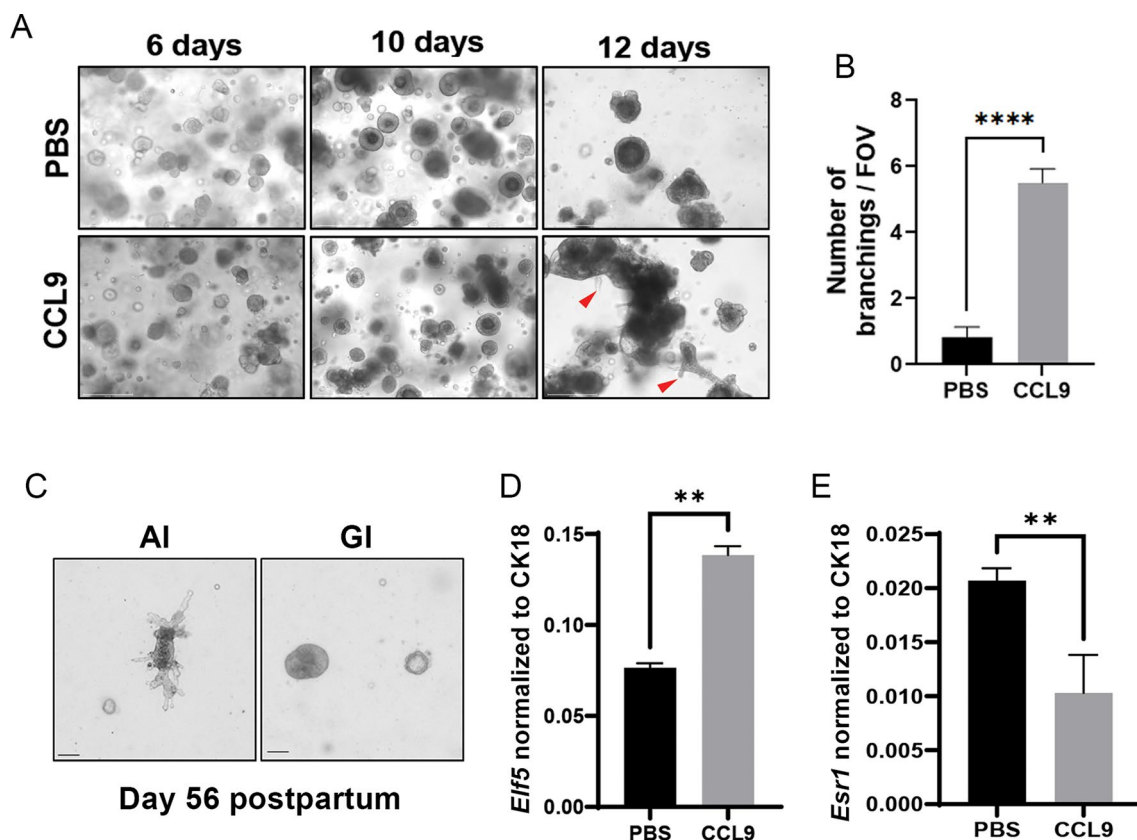 A
6 days
10 days
12 days
PBS
CCL9
B
8
6
4
2
0
Number of
branchings / FOV
****
PBS
CCL9
C
AI
GI
Day 56 postpartum
D
0.15
0.10
0.05
0.00
Elf5 normalized to CK18
**
PBS
CCL9
E
0.025
0.020
0.015
0.010
0.005
0.000
Esr1 normalized to CK18
**
PBS
CCL9